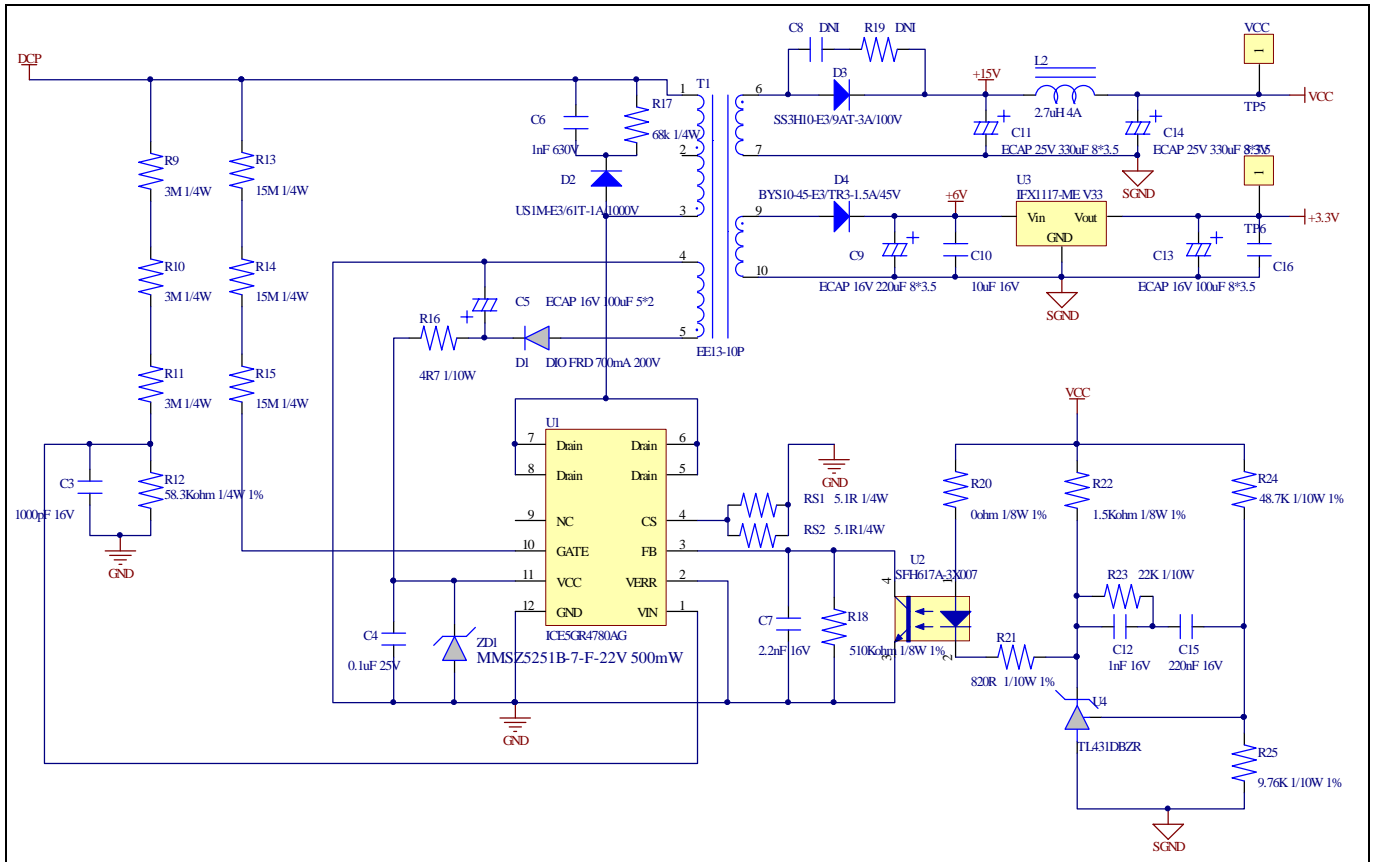 DCP
C8 DNI R19 DNI
VCC
1
D3
+15V
L2
T1
1
6
VCC
TP5
R17
68k 1/4W
C6
1nF 630V
SS3H10-E3/9AT-3A/100V
2.7uH 4A
C11
ECAP 25V 330uF 8*3.5
C14
ECAP 25V 330uF 8*3.5
3.3V
2
7
R9
3M 1/4W
R13
15M 1/4W
D2
US1M-E3/61T-1A/1000V
D4
BYS10-45-E3/TR3-1.5A/45V
SGND
+6V
U3
IFX1117-ME V33
1
3
9
Vin Vout
GND
+3.3V
TP6
R10
3M 1/4W
R14
15M 1/4W
4
10
C9
ECAP 16V 220uF 8*3.5
C10
10uF 16V
C13
ECAP 16V 100uF 8*3.5
C16
SGND
C5 ECAP 16V 100uF 5*2
R16
4R7 1/10W
D1 DIO FRD 700mA 200V
5
EE13-10P
R11
3M 1/4W
R15
15M 1/4W
VCC
U1
7 Drain Drain 6
8 Drain Drain 5
9 NC CS 4
10 GATE FB 3
11 VCC VERR 2
12 GND VIN 1
ICE5GR4780AG
GND
C3
1000pF 16V
R12
58.3Kohm 1/4W 1%
GND
RS1 5.1R 1/4W
RS2 5.1R1/4W
R20
0ohm 1/8W 1%
R22
1.5Kohm 1/8W 1%
R24
48.7K 1/10W 1%
U2
SFH617A-3X007
4
1
3
2
R23 22K 1/10W
C12
1nF 16V
C15
220nF 16V
C4
0.1uF 25V
ZD1
MMSZ5251B-7-F-22V 500mW
C7
2.2nF 16V
R18
510Kohm 1/8W 1%
R21
820R 1/10W 1%
U4
TL431DBZR
GND
R25
9.76K 1/10W 1%
SGND